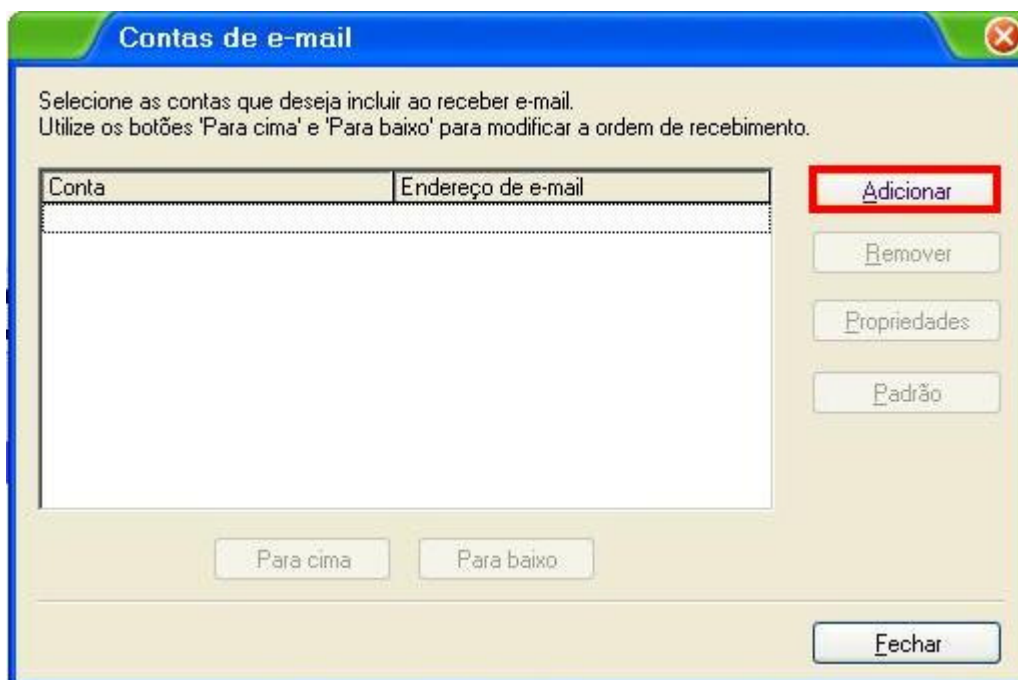 Contas de e-mail
Selecione as contas que deseja incluir ao receber e-mail.
Utilize os botões 'Para cima' e 'Para baixo' para modificar a ordem de recebimento.
Conta Endereço de e-mail
Adicionar
Remover
Propriedades
Padrão
Para cima Para baixo
Fechar